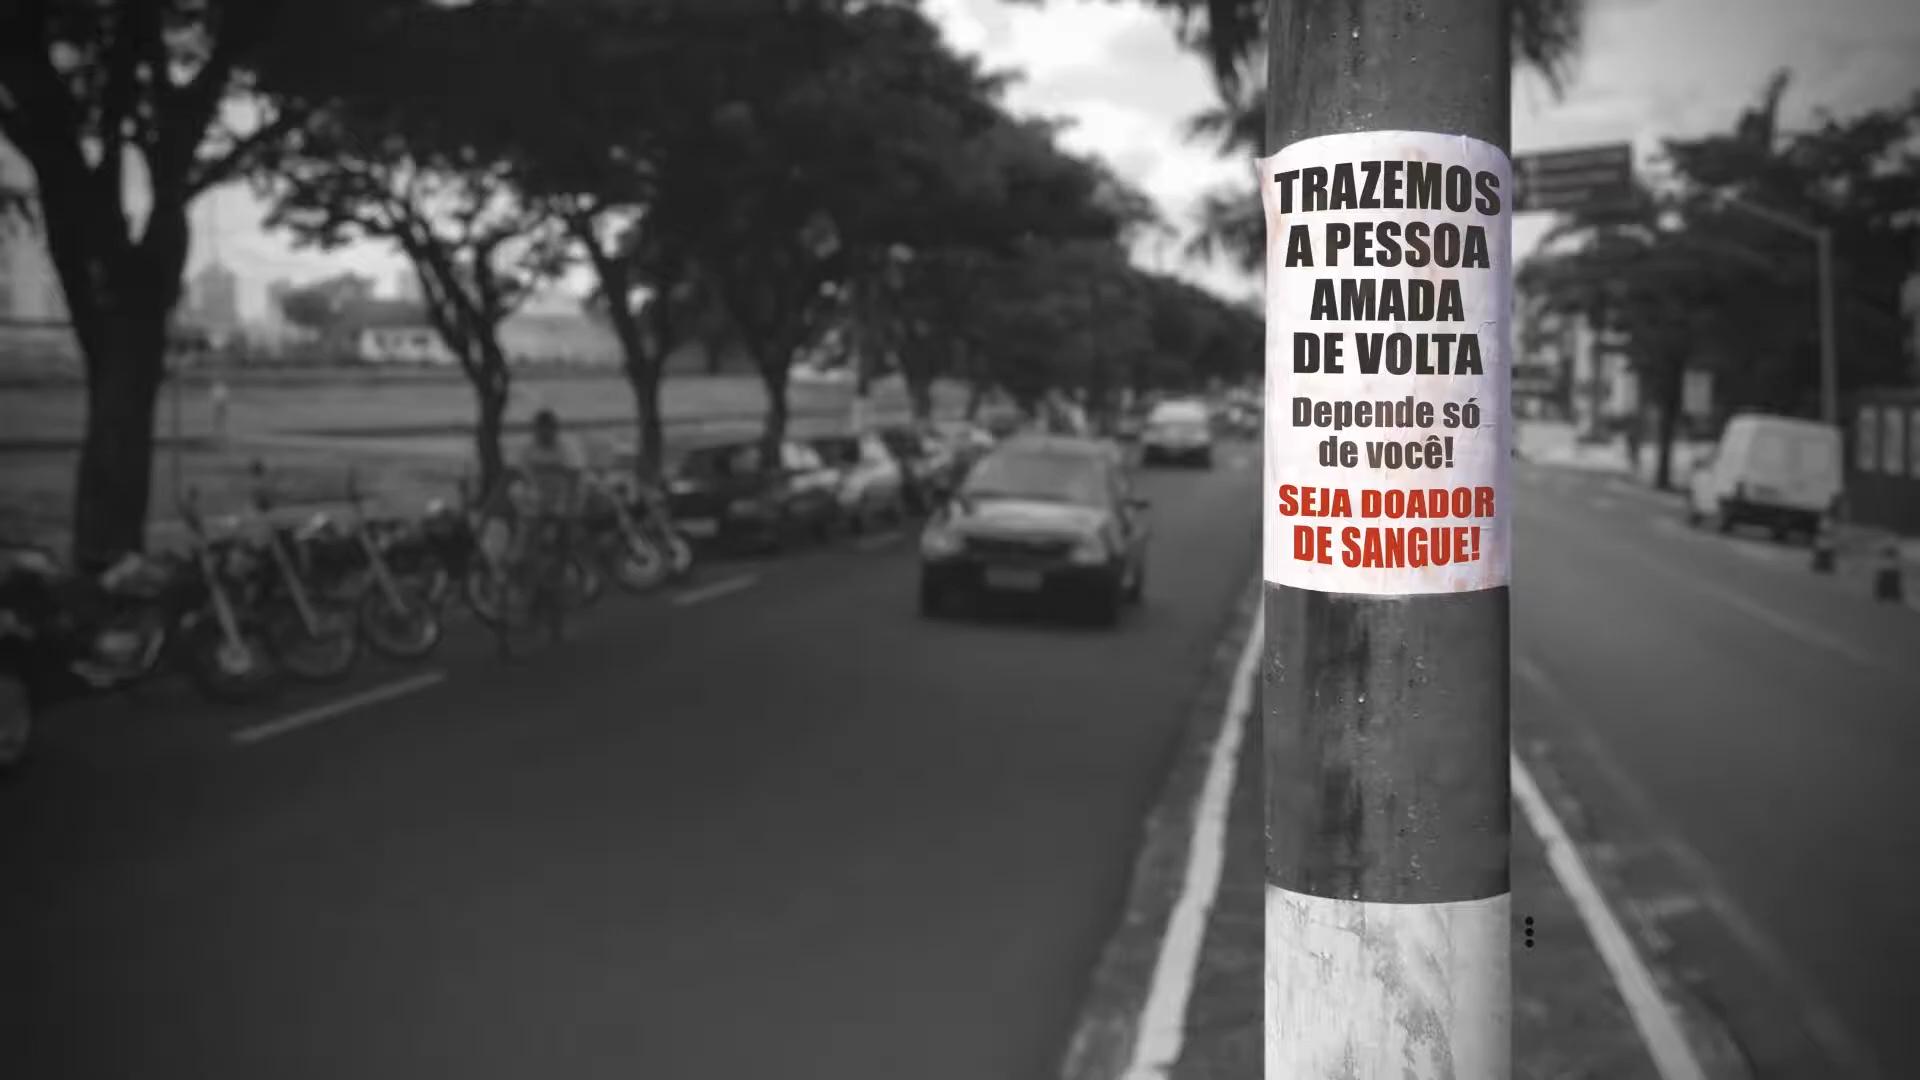 TRAZEMOS
A PESSOA
AMADA
DE VOLTA
Depende só
de você!
SEJA DOADOR
DE SANGUE!